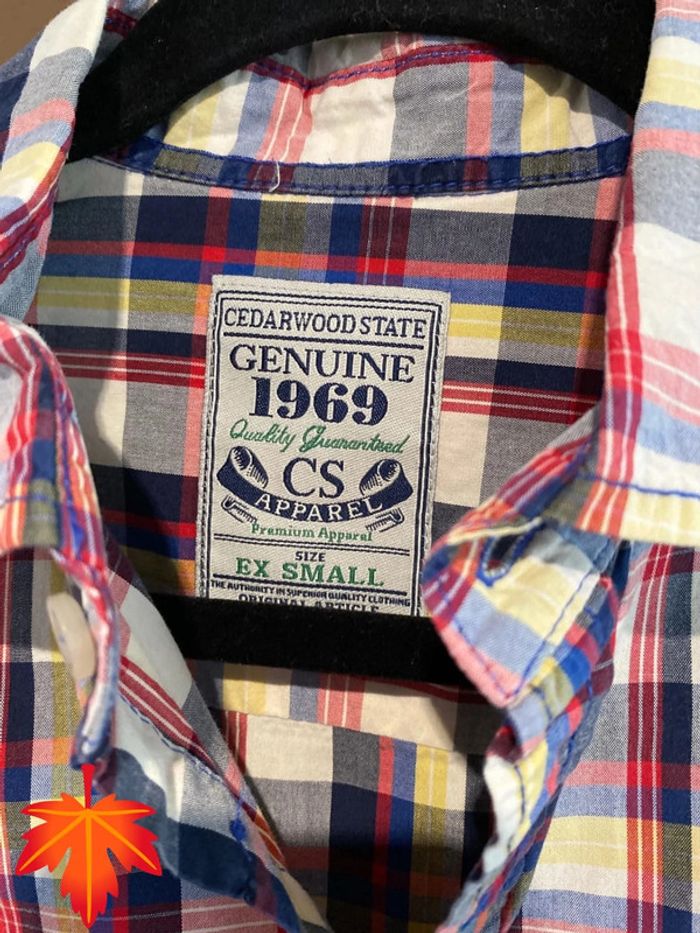 CEDARWOOD STATE
GENUINE
1969
Quality Guaranteed
CS
APPAREL
Premium Apparel
SIZE
EX SMALL
THE AUTHORITY IN SUPERIOR QUALITY CLOTHING
ORIGINAL ARTICLE